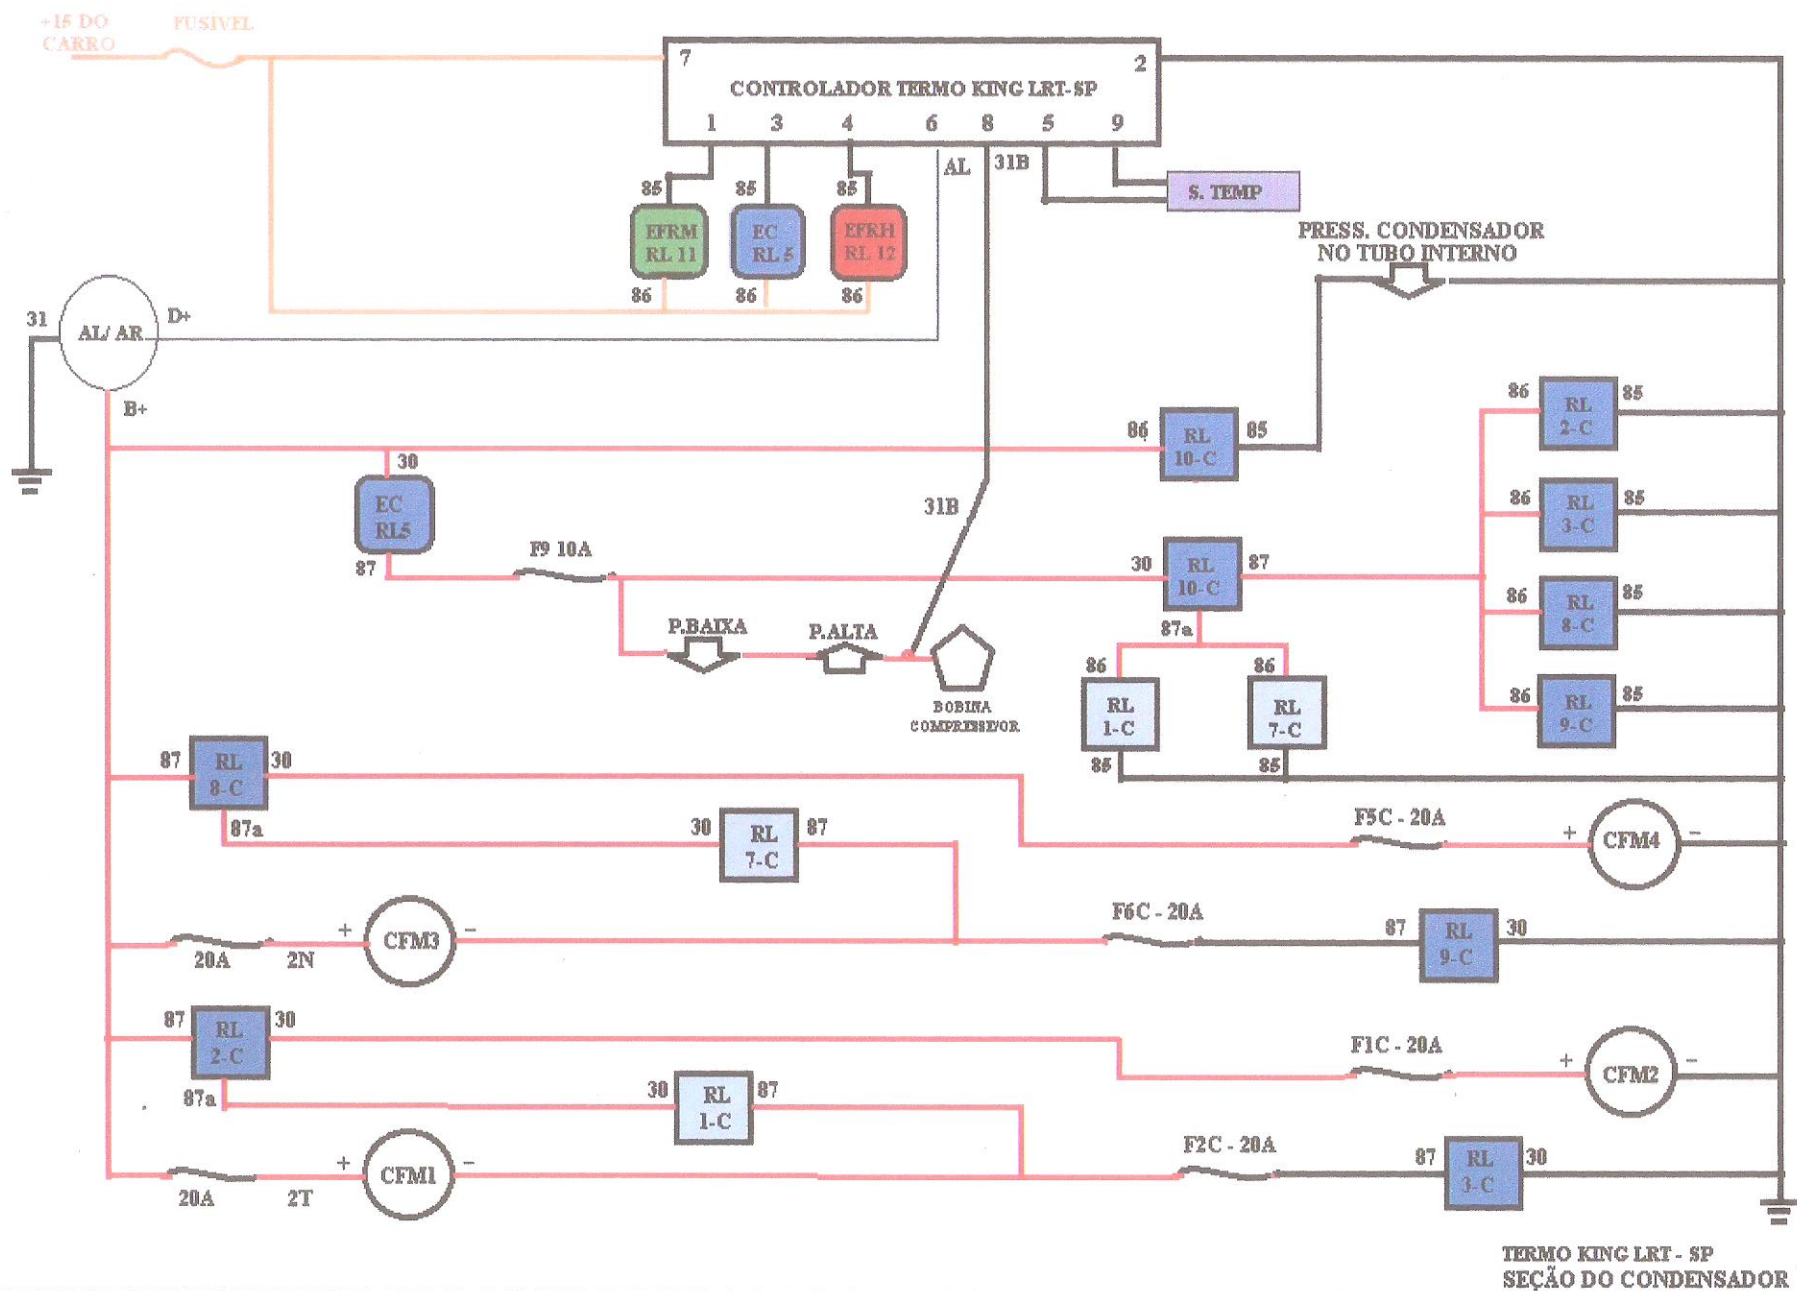 +15 DO
CARRO
FUSIVEL
7
2
CONTROLADOR TERMO KING LRT-SP
1
3
4
6
8
5
9
85
85
85
AL
31B
S. TEMP
EFRM
RL 11
EC
RL 5
EFRH
RL 12
86
86
86
PRESS. CONDENSADOR
NO TUBO INTERNO
31
AL/ AR
D+
B+
86
RL
10-C
85
86
RL
2-C
85
30
EC
RL5
87
31B
86
RL
3-C
85
F9 10A
30
RL
10-C
87
87a
86
RL
8-C
85
P.BAIXA
P.ALTA
BOBINA
COMPRESSVOR
86
RL
1-C
85
86
RL
7-C
85
86
RL
9-C
85
87
RL
8-C
30
87a
30
RL
7-C
87
F5C - 20A
+
CFM4
-
20A
2N
+
CFM3
-
F6C - 20A
87
RL
9-C
30
87
RL
2-C
30
87a
30
RL
1-C
87
F1C - 20A
+
CFM2
-
20A
2T
+
CFM1
-
F2C - 20A
87
RL
3-C
30
TERMO KING LRT - SP
SEÇÃO DO CONDENSADOR